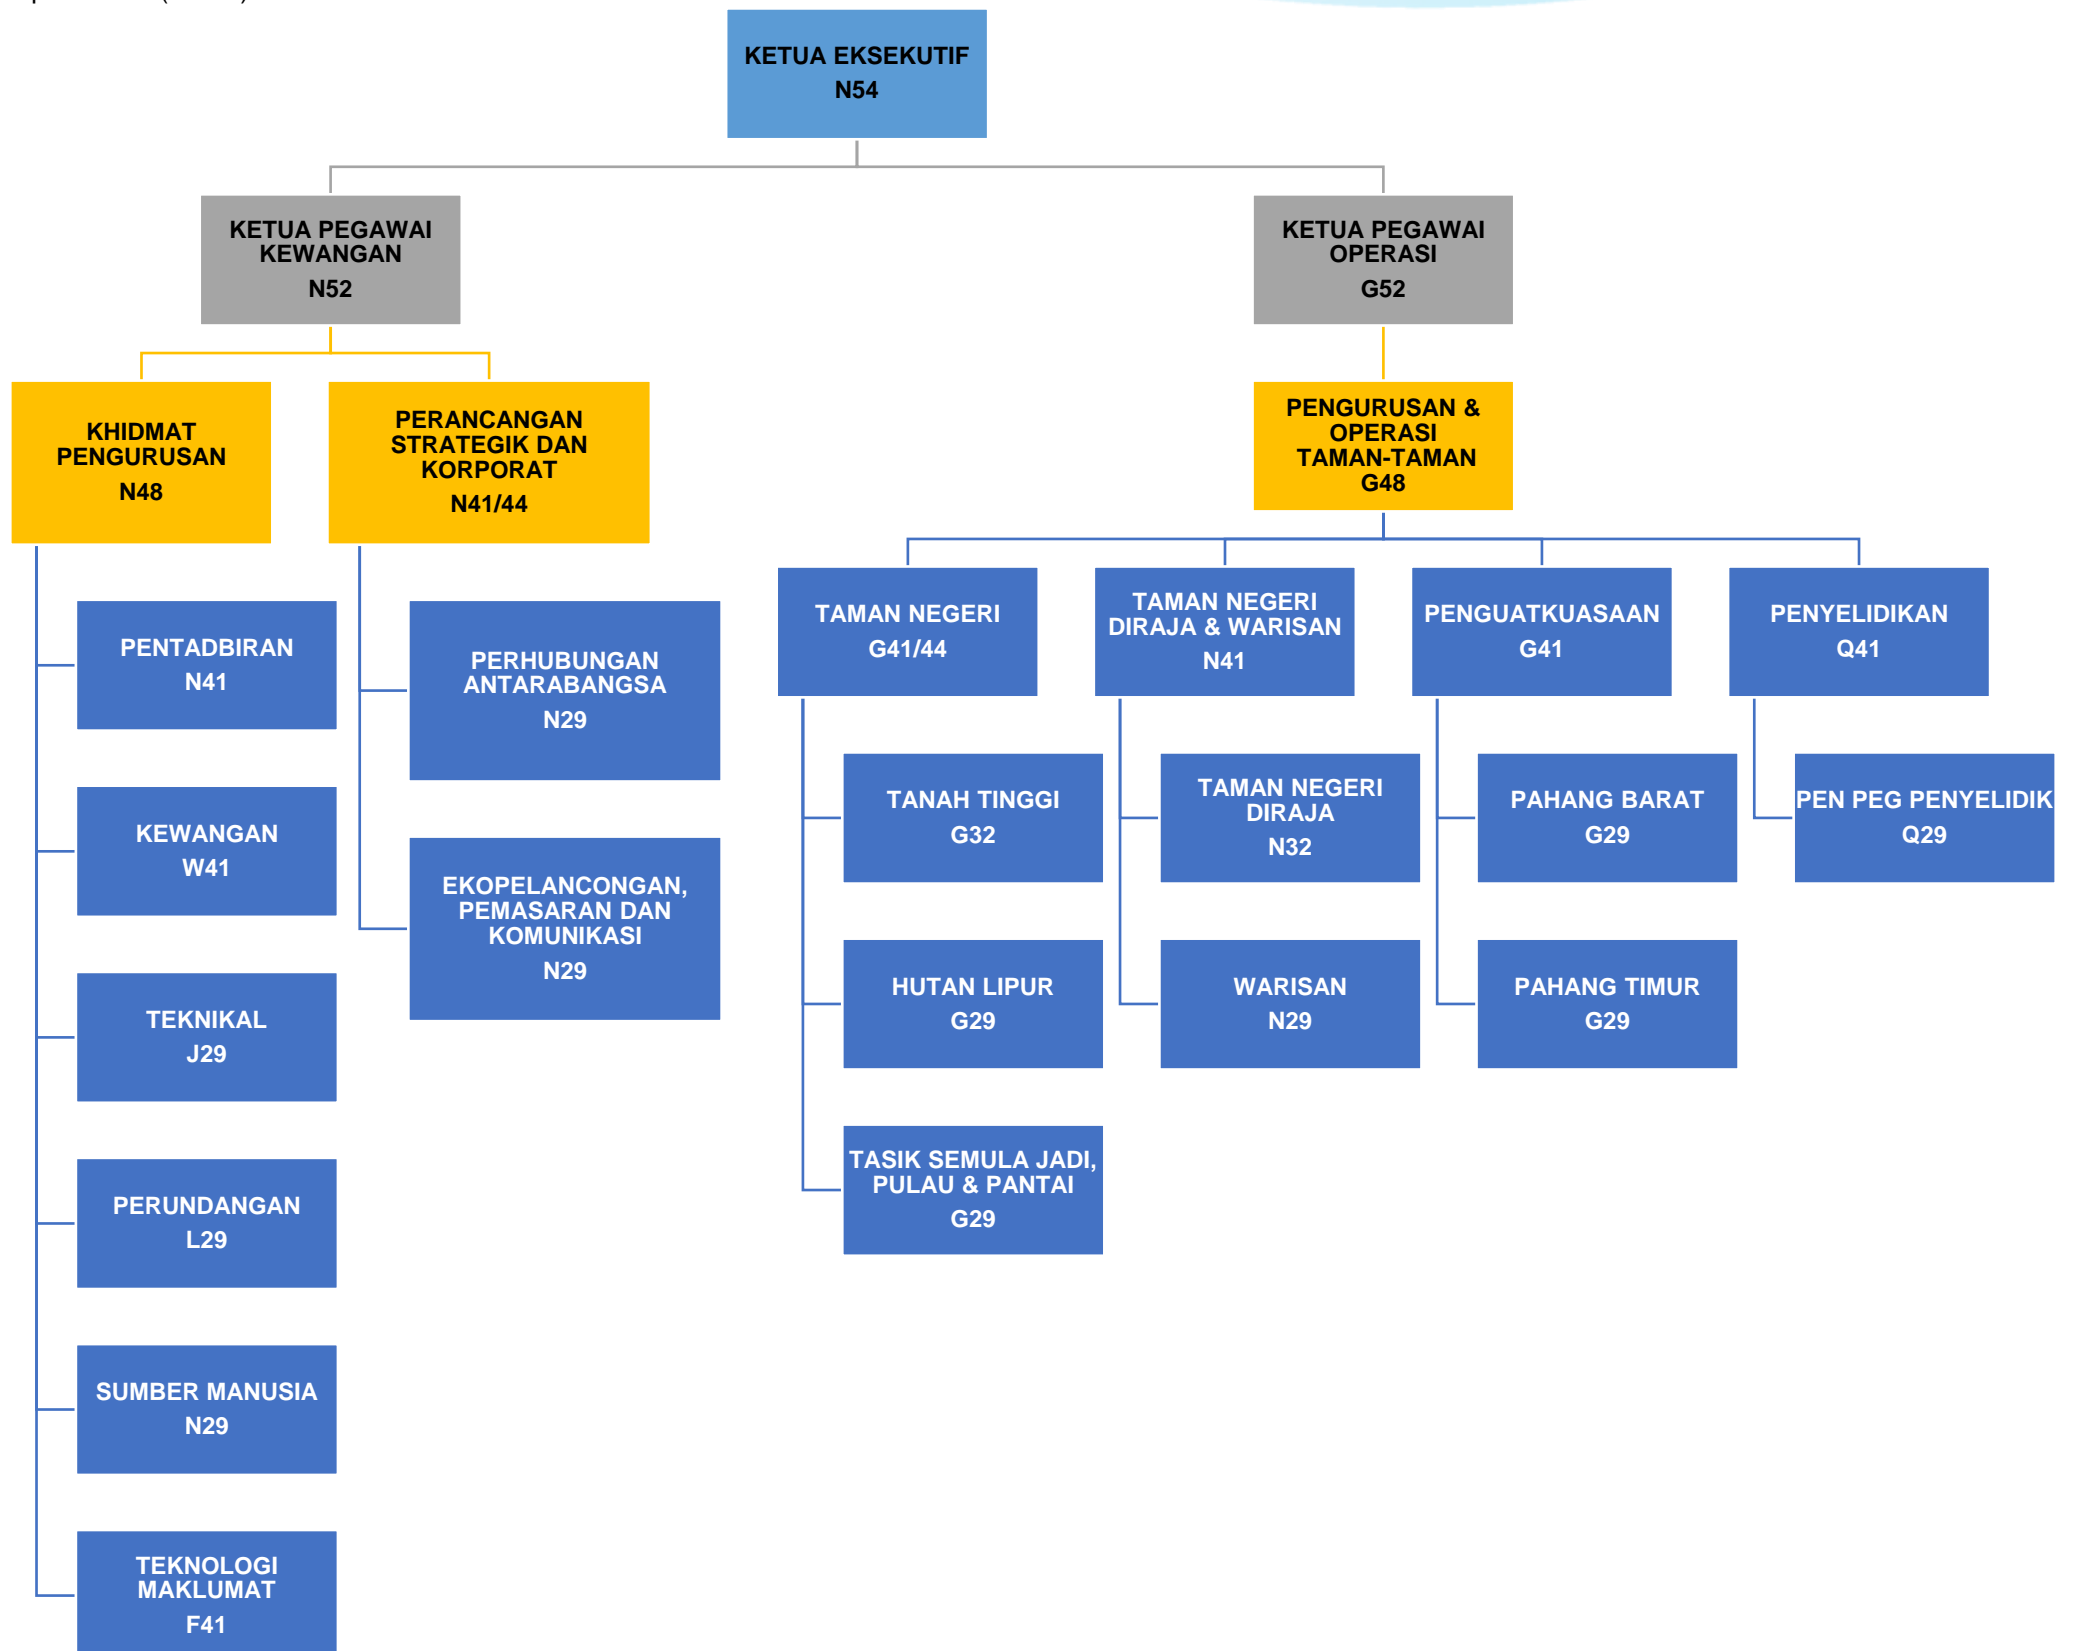 KETUA EKSEKUTIF
N54
KETUA PEGAWAI
KEWANGAN
N52
KETUA PEGAWAI
OPERASI
G52
KHIDMAT
PENGURUSAN
N48
PERANCANGAN
STRATEGIK DAN
KORPORAT
N41/44
PENGURUSAN &
OPERASI
TAMAN-TAMAN
G48
PENTADBIRAN
N41
KEWANGAN
W41
TEKNIKAL
J29
PERUNDANGAN
L29
SUMBER MANUSIA
N29
TEKNOLOGI
MAKLUMAT
F41
PERHUBUNGAN
ANTARABANGSA
N29
EKOPELANCONGAN,
PEMASARAN DAN
KOMUNIKASI
N29
TAMAN NEGERI
G41/44
TANAH TINGGI
G32
HUTAN LIPUR
G29
TASIK SEMULA JADI,
PULAU & PANTAI
G29
TAMAN NEGERI
DIRAJA & WARISAN
N41
TAMAN NEGERI
DIRAJA
N32
WARISAN
N29
PENGUATKUASAAN
G41
PAHANG BARAT
G29
PAHANG TIMUR
G29
PENYELIDIKAN
Q41
PEN PEG PENYELIDIK
Q29